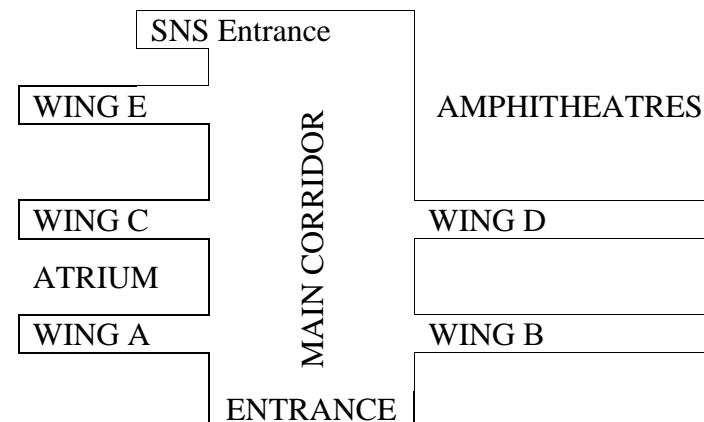 SNS Entrance
WING E
AMPHITHEATRES
MAIN CORRIDOR
WING C
WING D
ATRIUM
WING A
WING B
ENTRANCE